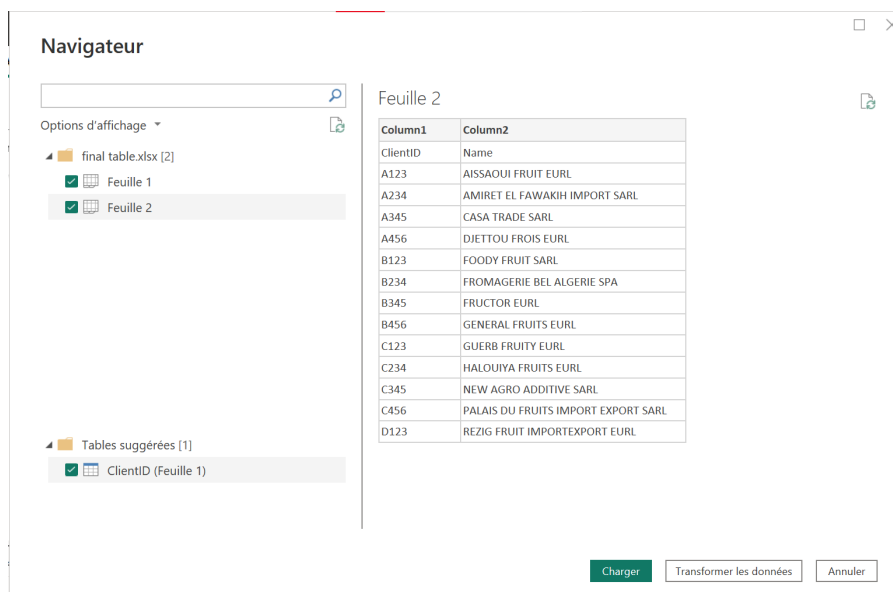 Navigateur
Options d'affichage
final table.xlsx [2]
Feuille 1
Feuille 2
Tables suggérées [1]
ClientID (Feuille 1)
Feuille 2
Column1 Column2
ClientID Name
A123 AISSAOUI FRUIT EURL
A234 AMIRET EL FAWAKIH IMPORT SARL
A345 CASA TRADE SARL
A456 DJETTOU FROIS EURL
B123 FOODY FRUIT SARL
B234 FROMAGERIE BEL ALGERIE SPA
B345 FRUCTOR EURL
B456 GENERAL FRUITS EURL
C123 GUERB FRUITY EURL
C234 HALOUIYA FRUITS EURL
C345 NEW AGRO ADDITIVE SARL
C456 PALAIS DU FRUITS IMPORT EXPORT SARL
D123 REZIG FRUIT IMPORTEXPORT EURL
Charger Transformer les données Annuler